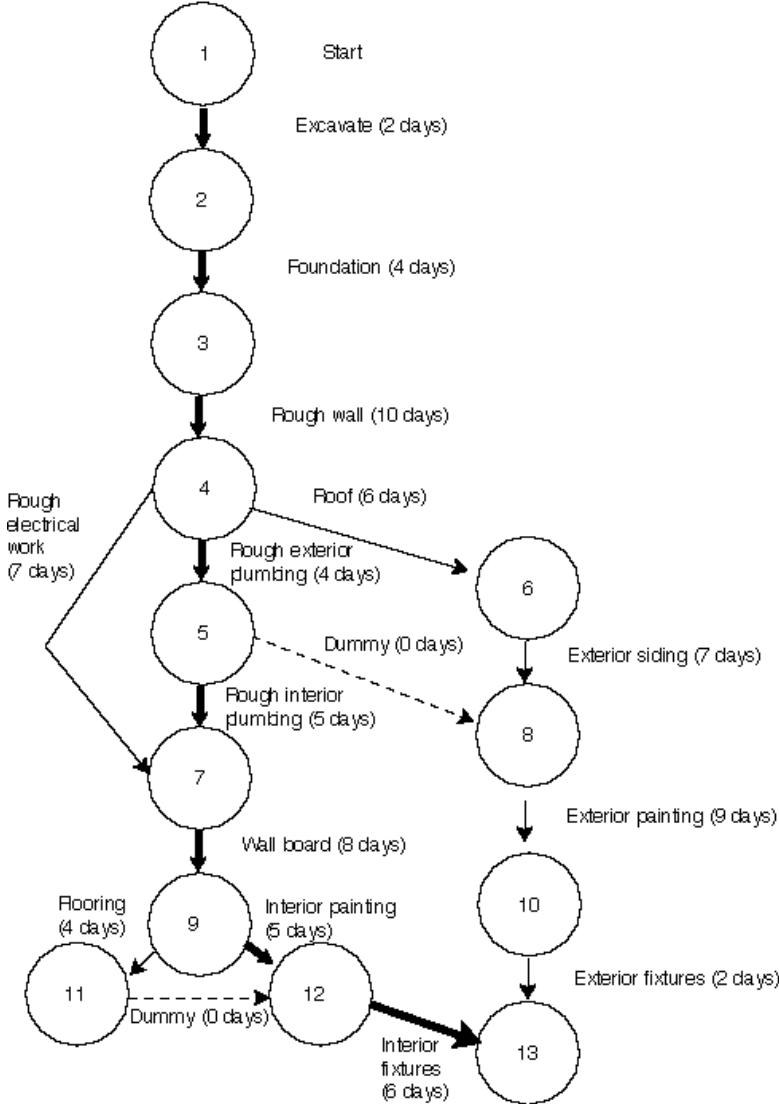 1
Start
Excavate (2 days)
2
Foundation (4 days)
3
Rough wall (10 days)
4
Roof (6 days)
Rough
electrical
work
(7 days)
Rough exterior
plumbing (4 days)
6
5
Dummy (0 days)
Exterior siding (7 days)
Rough interior
plumbing (5 days)
8
7
Exterior painting (9 days)
Wall board (8 days)
Flooring
(4 days)
9
Interior painting
(5 days)
10
11
12
Exterior fixtures (2 days)
Dummy (0 days)
Interior
fixtures
(6 days)
13